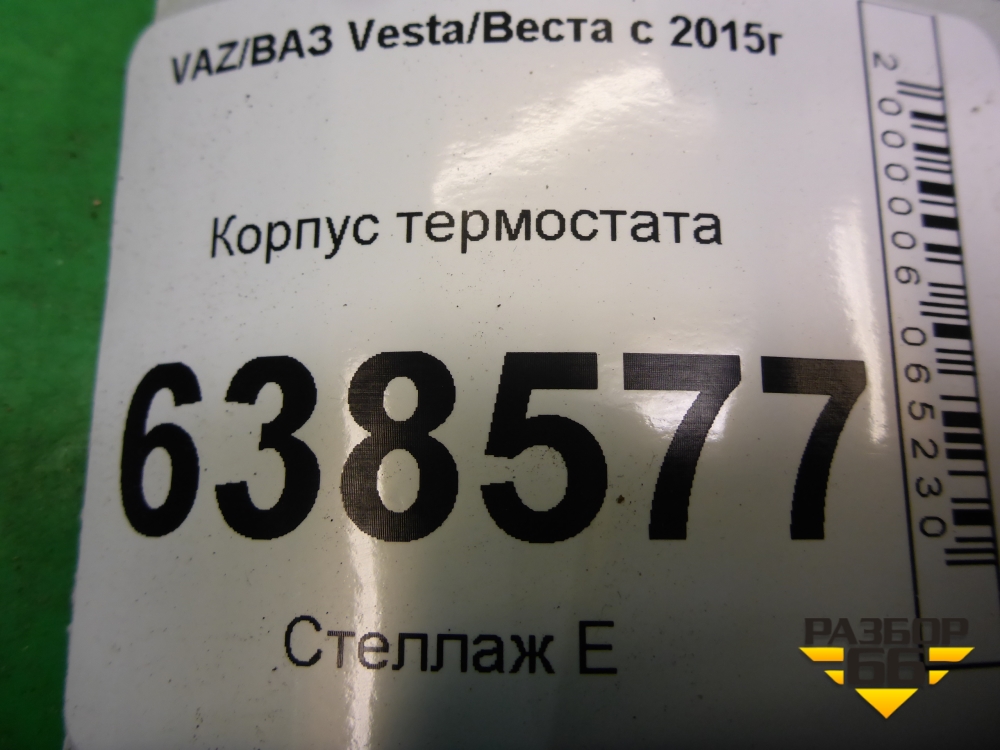 VAZ/ВАЗ Vesta/Веста с 2015г
Корпус термостата
638577
Стеллаж Е
2000006065230
РАЗБОР
66